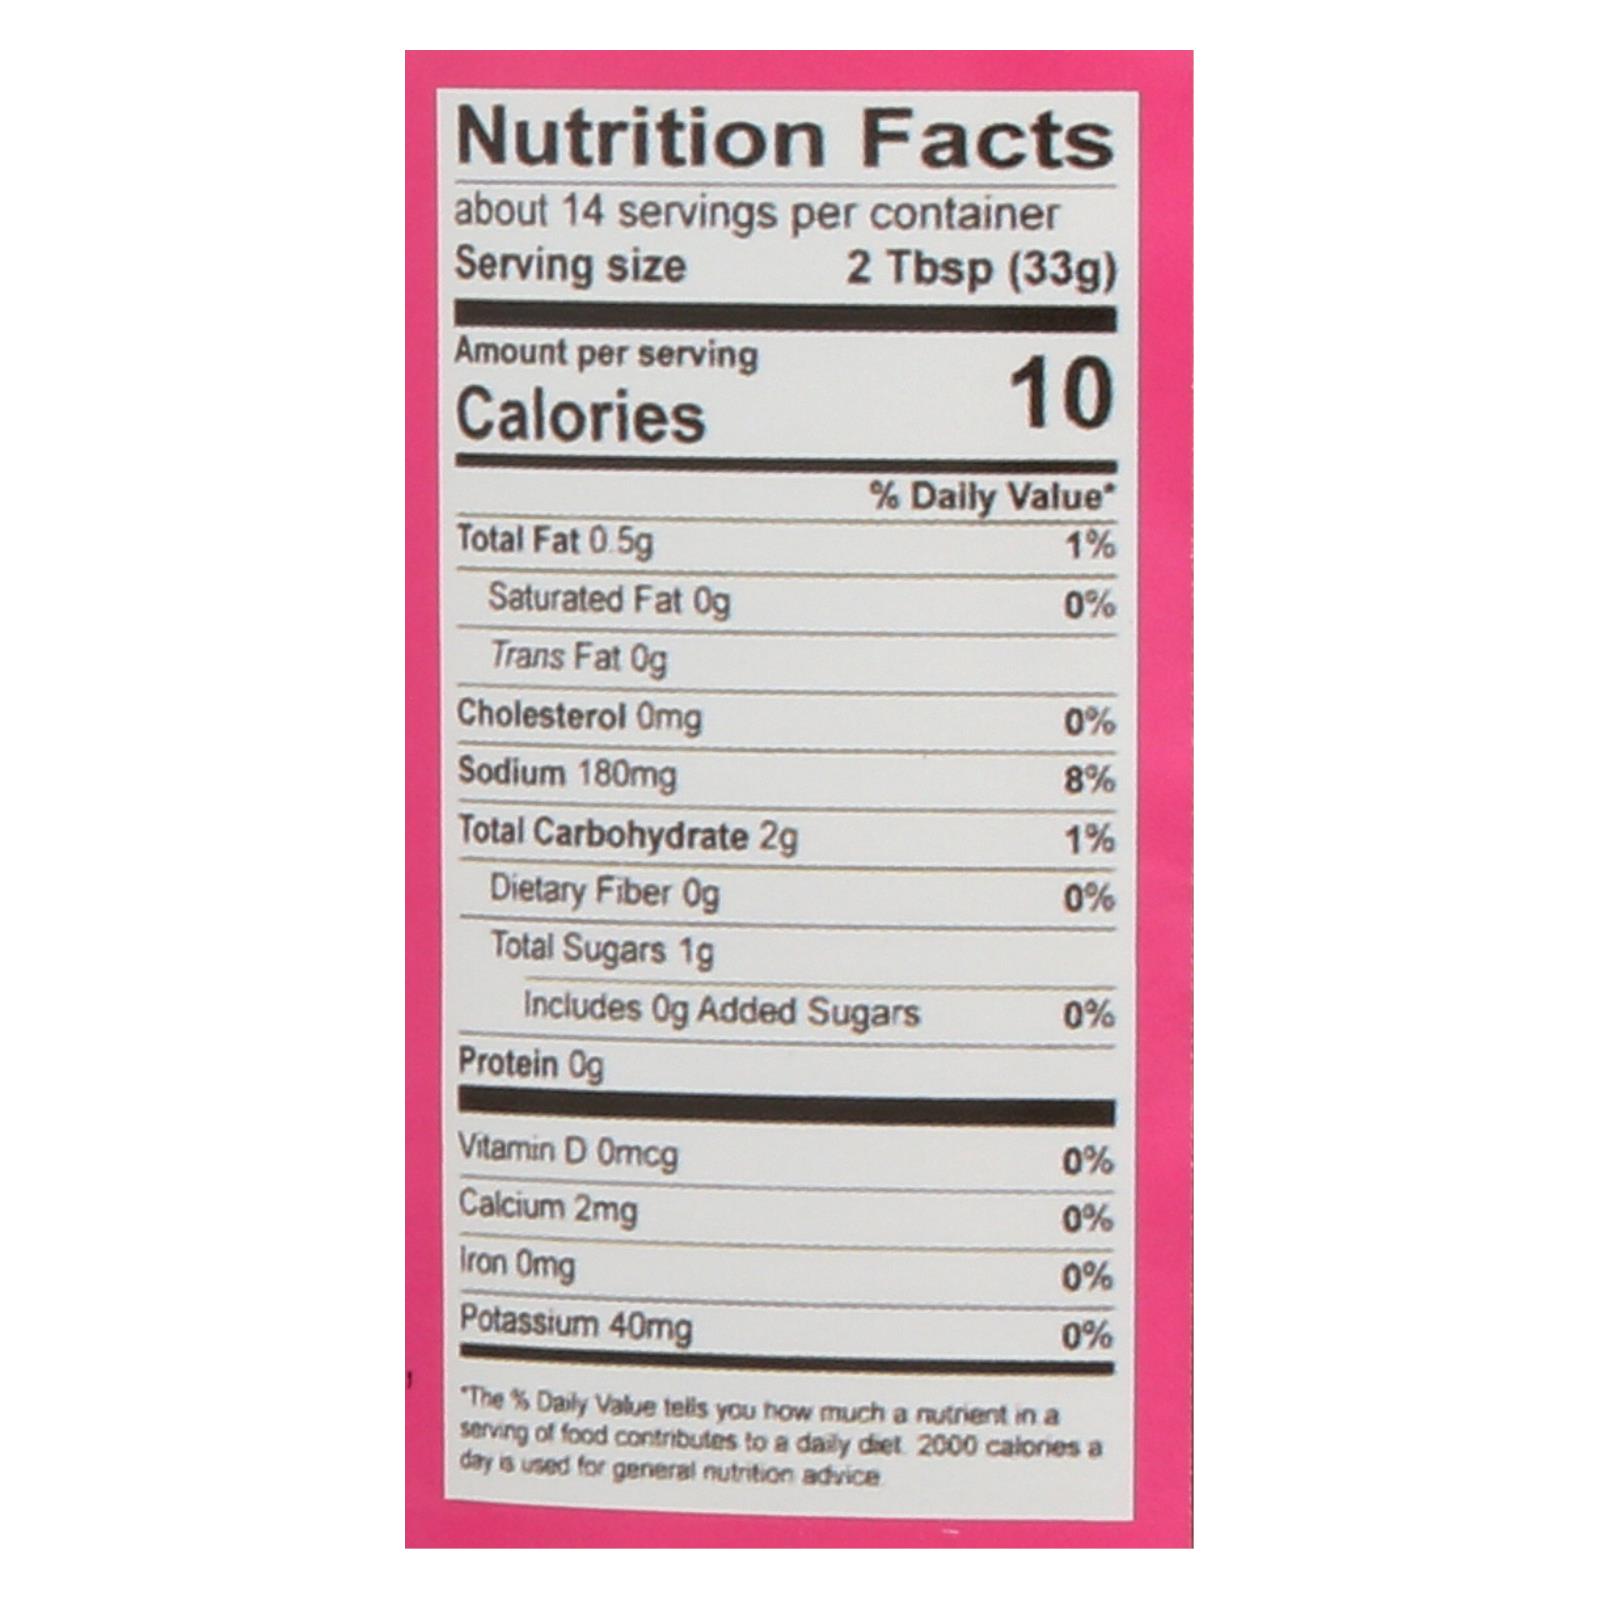 Nutrition Facts
about 14 servings per container
Serving size 2 Tbsp (33g)
Amount per serving
Calories 10
% Daily Value*
Total Fat 0.5g 1%
Saturated Fat 0g 0%
Trans Fat 0g
Cholesterol 0mg 0%
Sodium 180mg 8%
Total Carbohydrate 2g 1%
Dietary Fiber 0g 0%
Total Sugars 1g
Includes 0g Added Sugars 0%
Protein 0g
Vitamin D 0mcg 0%
Calcium 2mg 0%
Iron 0mg 0%
Potassium 40mg 0%
*The % Daily Value tells you how much a nutrient in a
serving of food contributes to a daily diet. 2000 calories a
day is used for general nutrition advice.